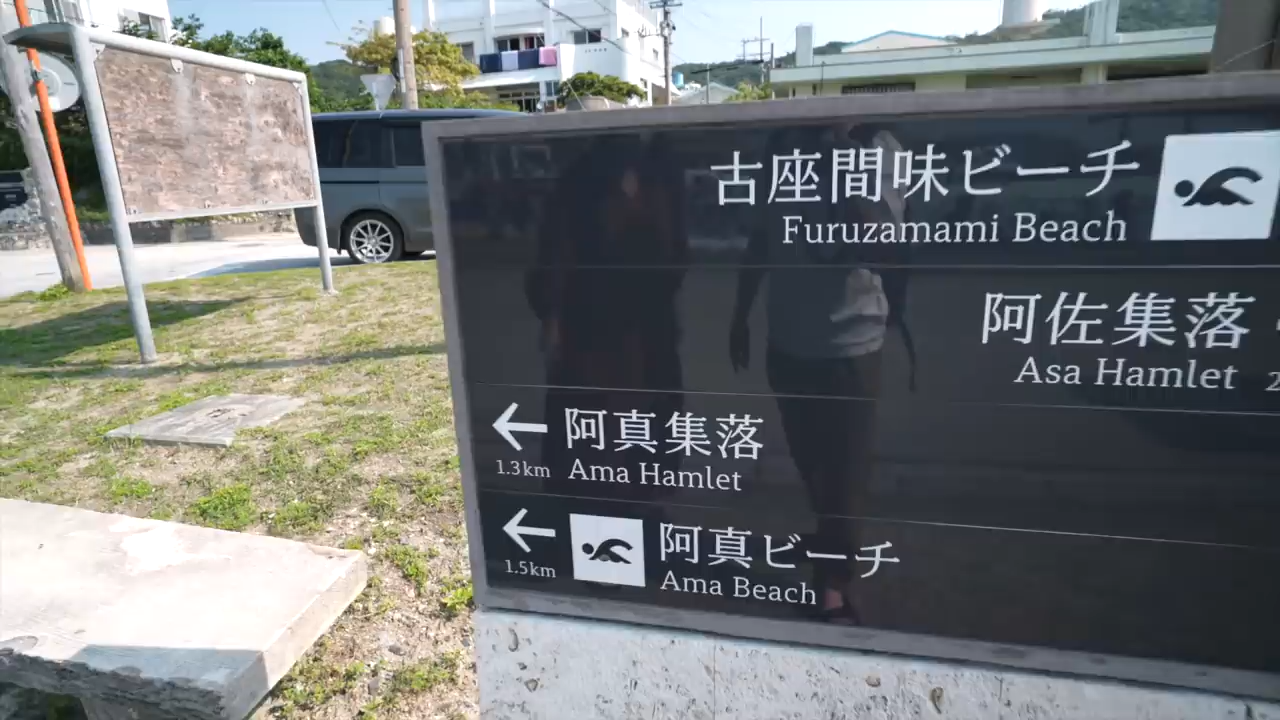 古座間味ビーチ
Furuzamami Beach
阿佐集落
Asa Hamlet
阿真集落
1.3km Ama Hamlet
阿真ビーチ
1.5km Ama Beach